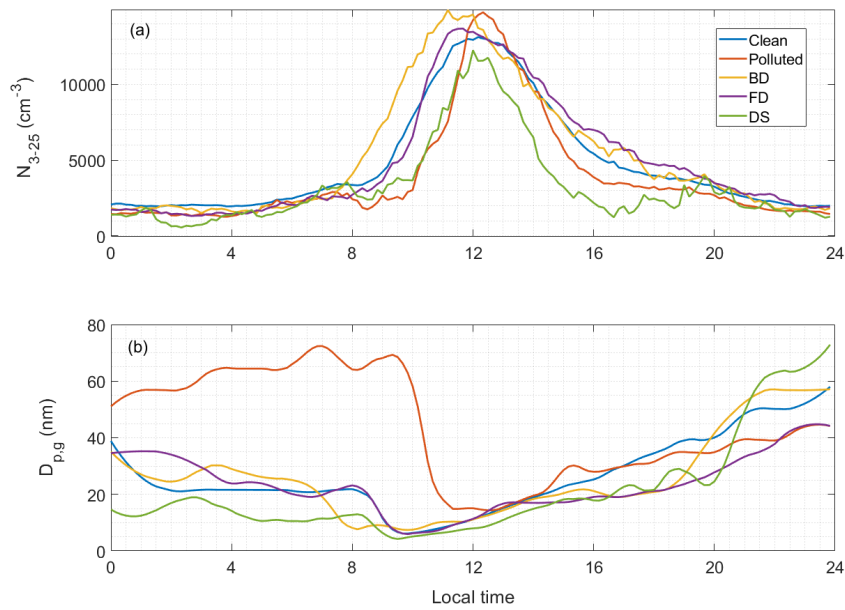 (a)
N3-25 (cm-3)
10000
5000
0
0 4 8 12 16 20 24
Clean
Polluted
BD
FD
DS
(b)
Dp,g (nm)
80
60
40
20
0
0 4 8 12 16 20 24
Local time